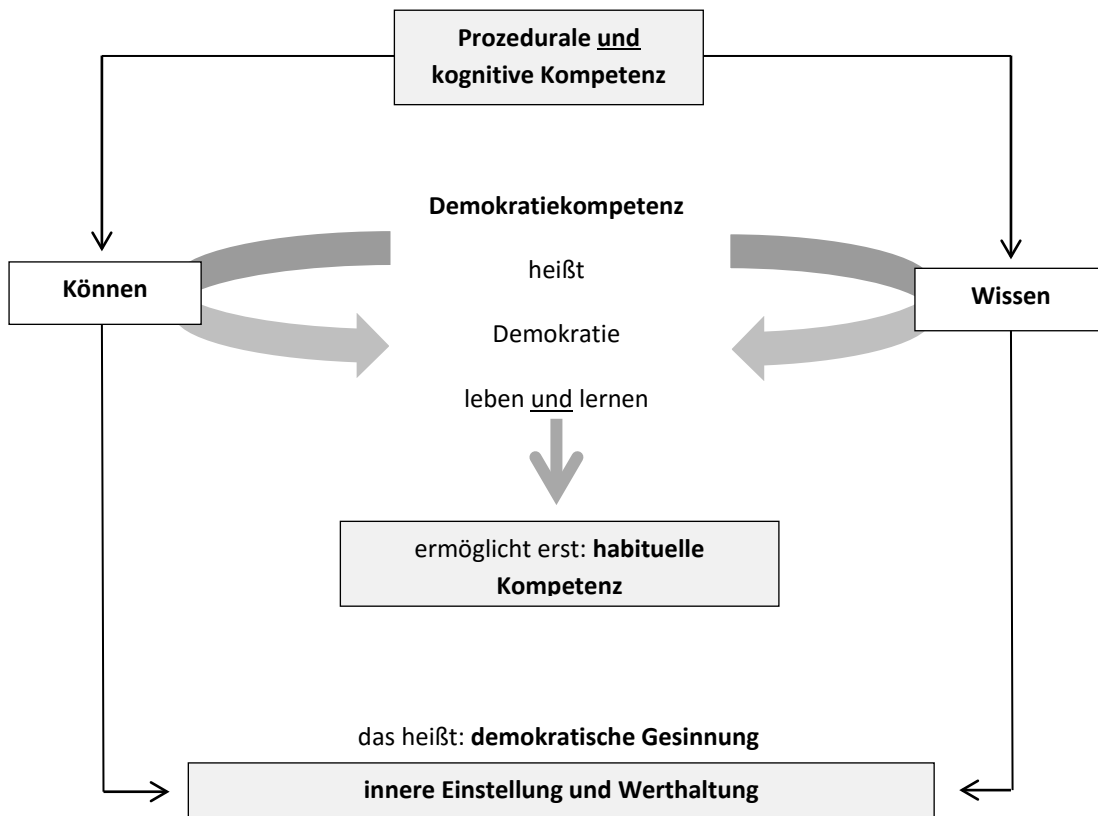 Prozedurale und
kognitive Kompetenz
Demokratiekompetenz
heißt
Können
Wissen
Demokratie
leben und lernen
ermöglicht erst: habituelle
Kompetenz
das heißt: demokratische Gesinnung
innere Einstellung und Werthaltung